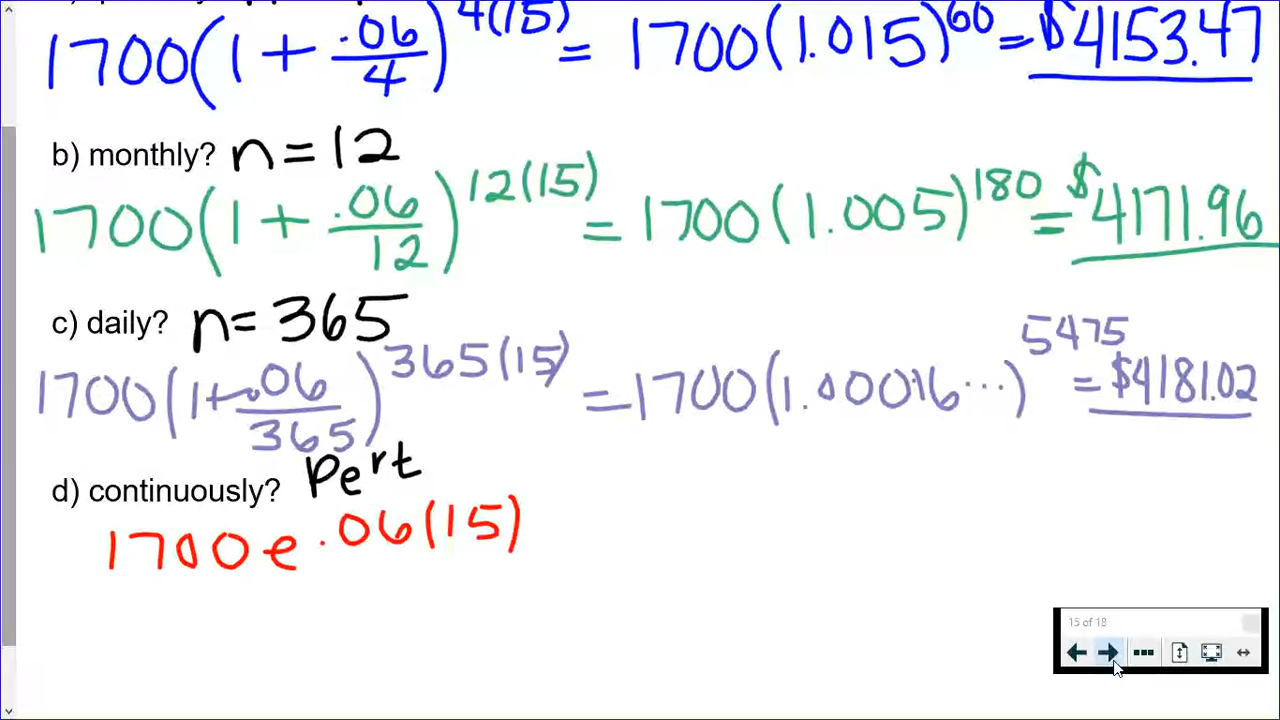 1700(1 + .06/4)^4(15) = 1700(1.015)^60 = $4153.47
b) monthly? n = 12
1700(1 + .06/12)^12(15) = 1700(1.005)^180 = $4171.96
c) daily? n = 365
1700(1 + .06/365)^365(15) = 1700(1.00016...)^5475 = $4181.02
d) continuously? Pert
1700e^.06(15)
15 of 18